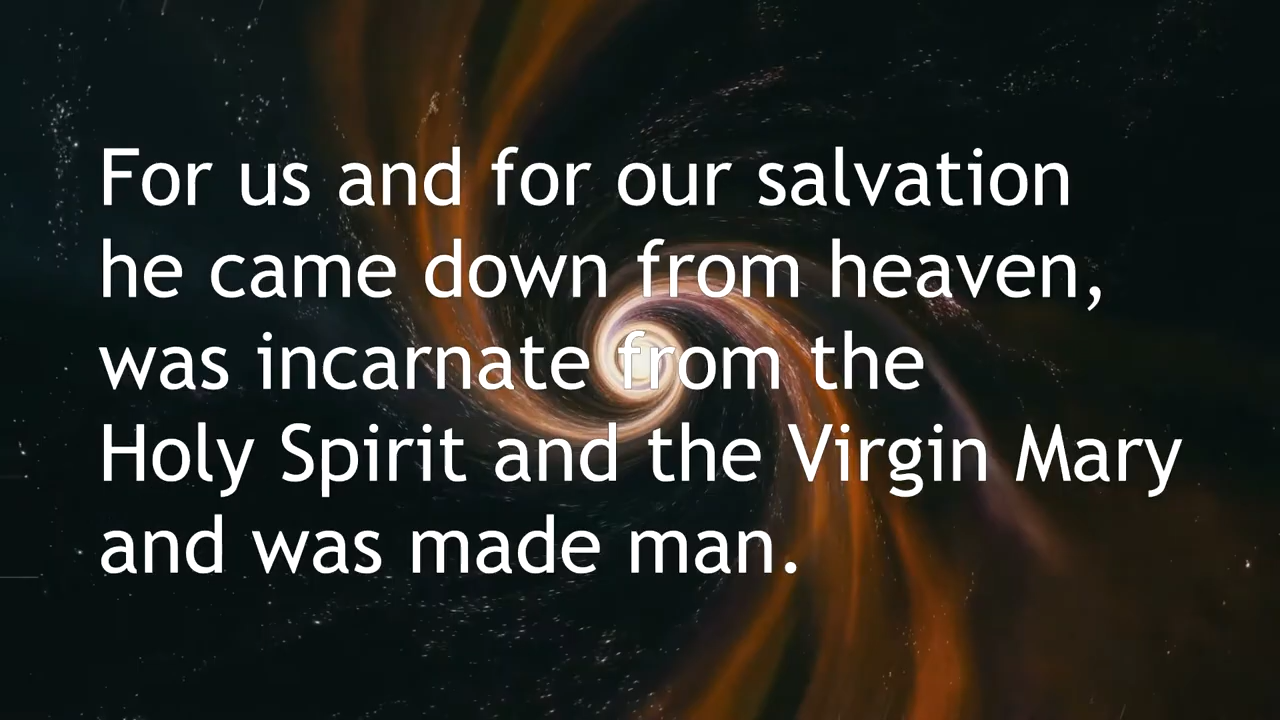 For us and for our salvation
he came down from heaven,
was incarnate from the
Holy Spirit and the Virgin Mary
and was made man.